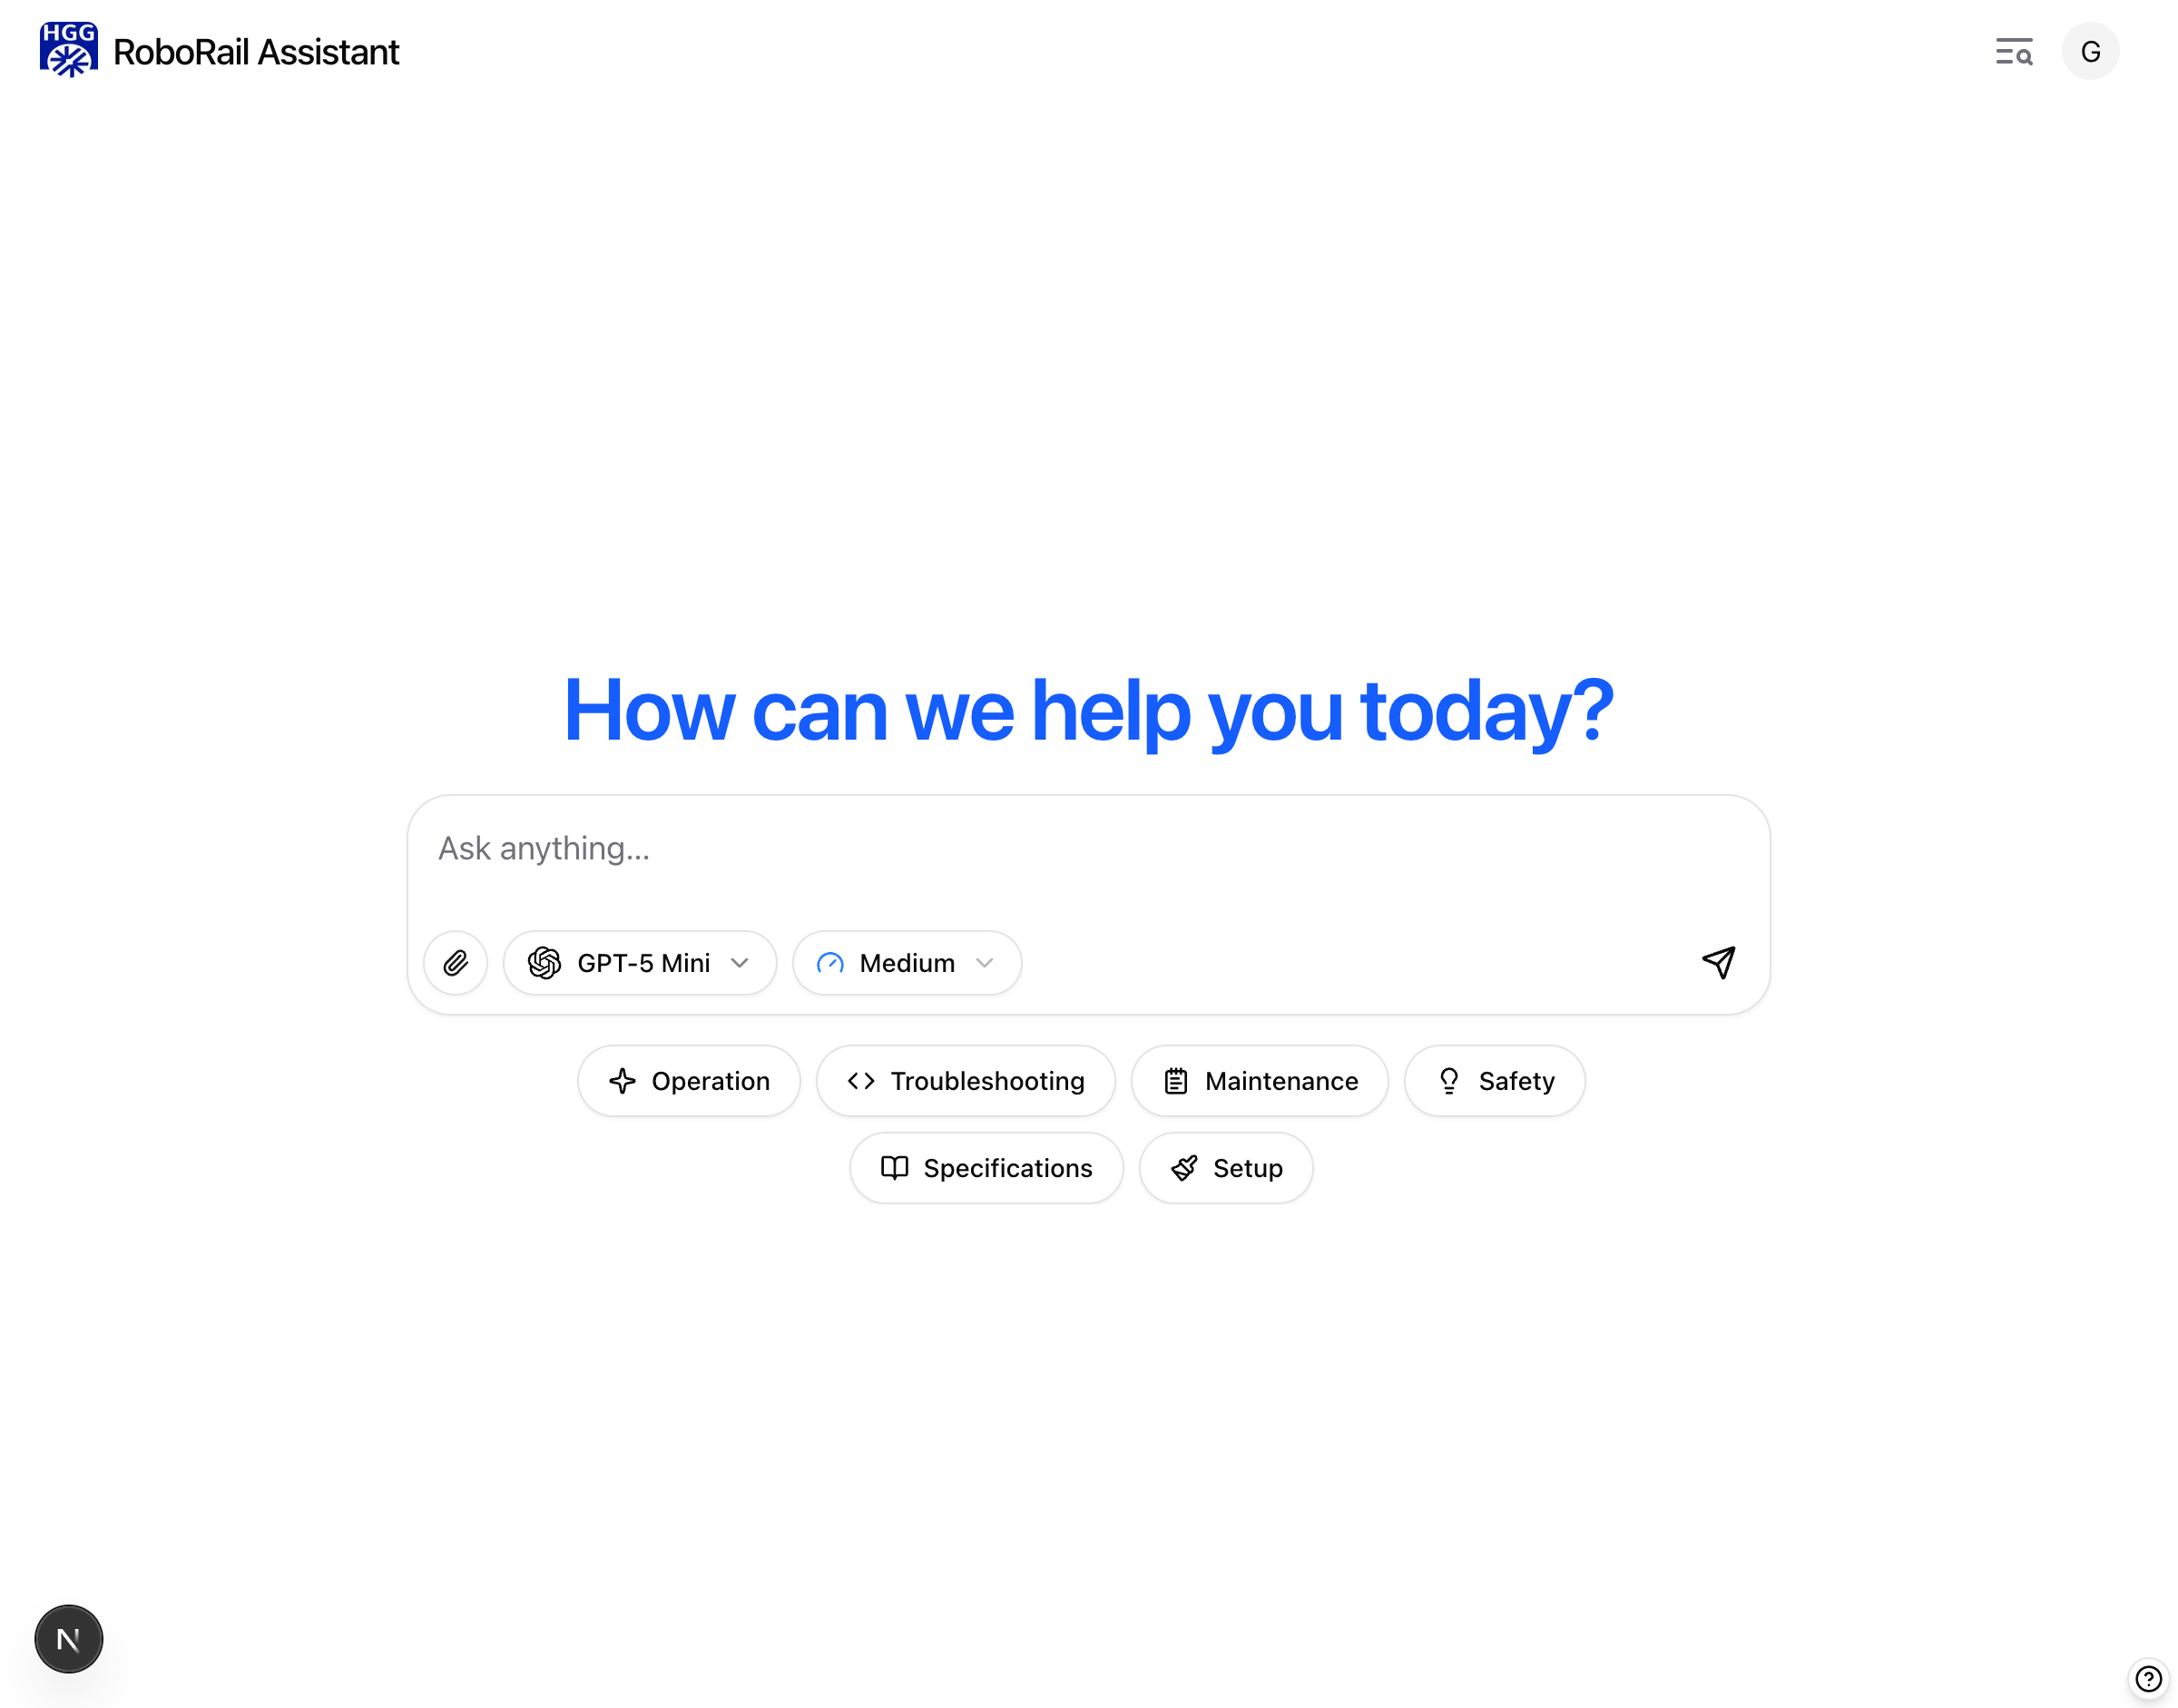 HGG
RoboRail Assistant
G
How can we help you today?
Ask anything...
GPT-5 Mini
Medium
Operation
Troubleshooting
Maintenance
Safety
Specifications
Setup
N
?